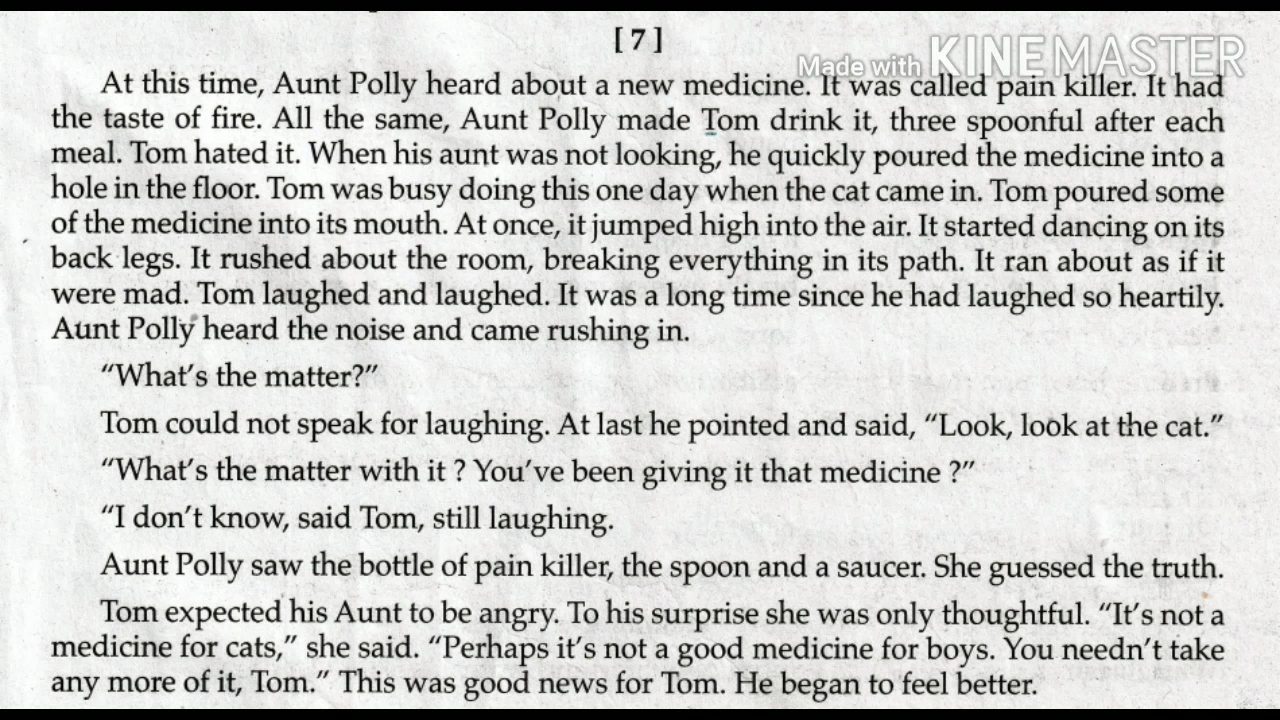 [ 7 ]
Made with KINEMASTER
At this time, Aunt Polly heard about a new medicine. It was called pain killer. It had
the taste of fire. All the same, Aunt Polly made Tom drink it, three spoonful after each
meal. Tom hated it. When his aunt was not looking, he quickly poured the medicine into a
hole in the floor. Tom was busy doing this one day when the cat came in. Tom poured some
of the medicine into its mouth. At once, it jumped high into the air. It started dancing on its
back legs. It rushed about the room, breaking everything in its path. It ran about as if it
were mad. Tom laughed and laughed. It was a long time since he had laughed so heartily.
Aunt Polly heard the noise and came rushing in.
“What’s the matter?”
Tom could not speak for laughing. At last he pointed and said, “Look, look at the cat.”
“What’s the matter with it ? You’ve been giving it that medicine ?”
“I don’t know, said Tom, still laughing.
Aunt Polly saw the bottle of pain killer, the spoon and a saucer. She guessed the truth.
Tom expected his Aunt to be angry. To his surprise she was only thoughtful. “It’s not a
medicine for cats,” she said. “Perhaps it’s not a good medicine for boys. You needn’t take
any more of it, Tom.” This was good news for Tom. He began to feel better.